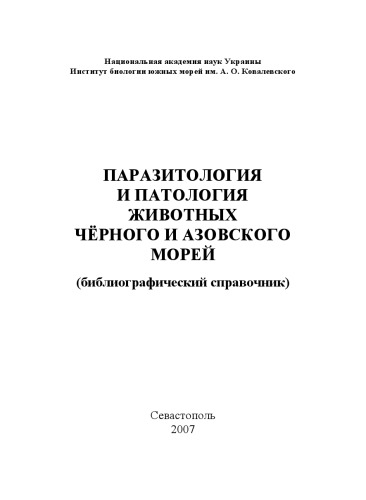 Национальная академия наук Украины
Институт биологии южных морей им. А. О. Ковалевского
ПАРАЗИТОЛОГИЯ
И ПАТОЛОГИЯ
ЖИВОТНЫХ
ЧЁРНОГО И АЗОВСКОГО
МОРЕЙ
(библиографический справочник)
Севастополь
2007